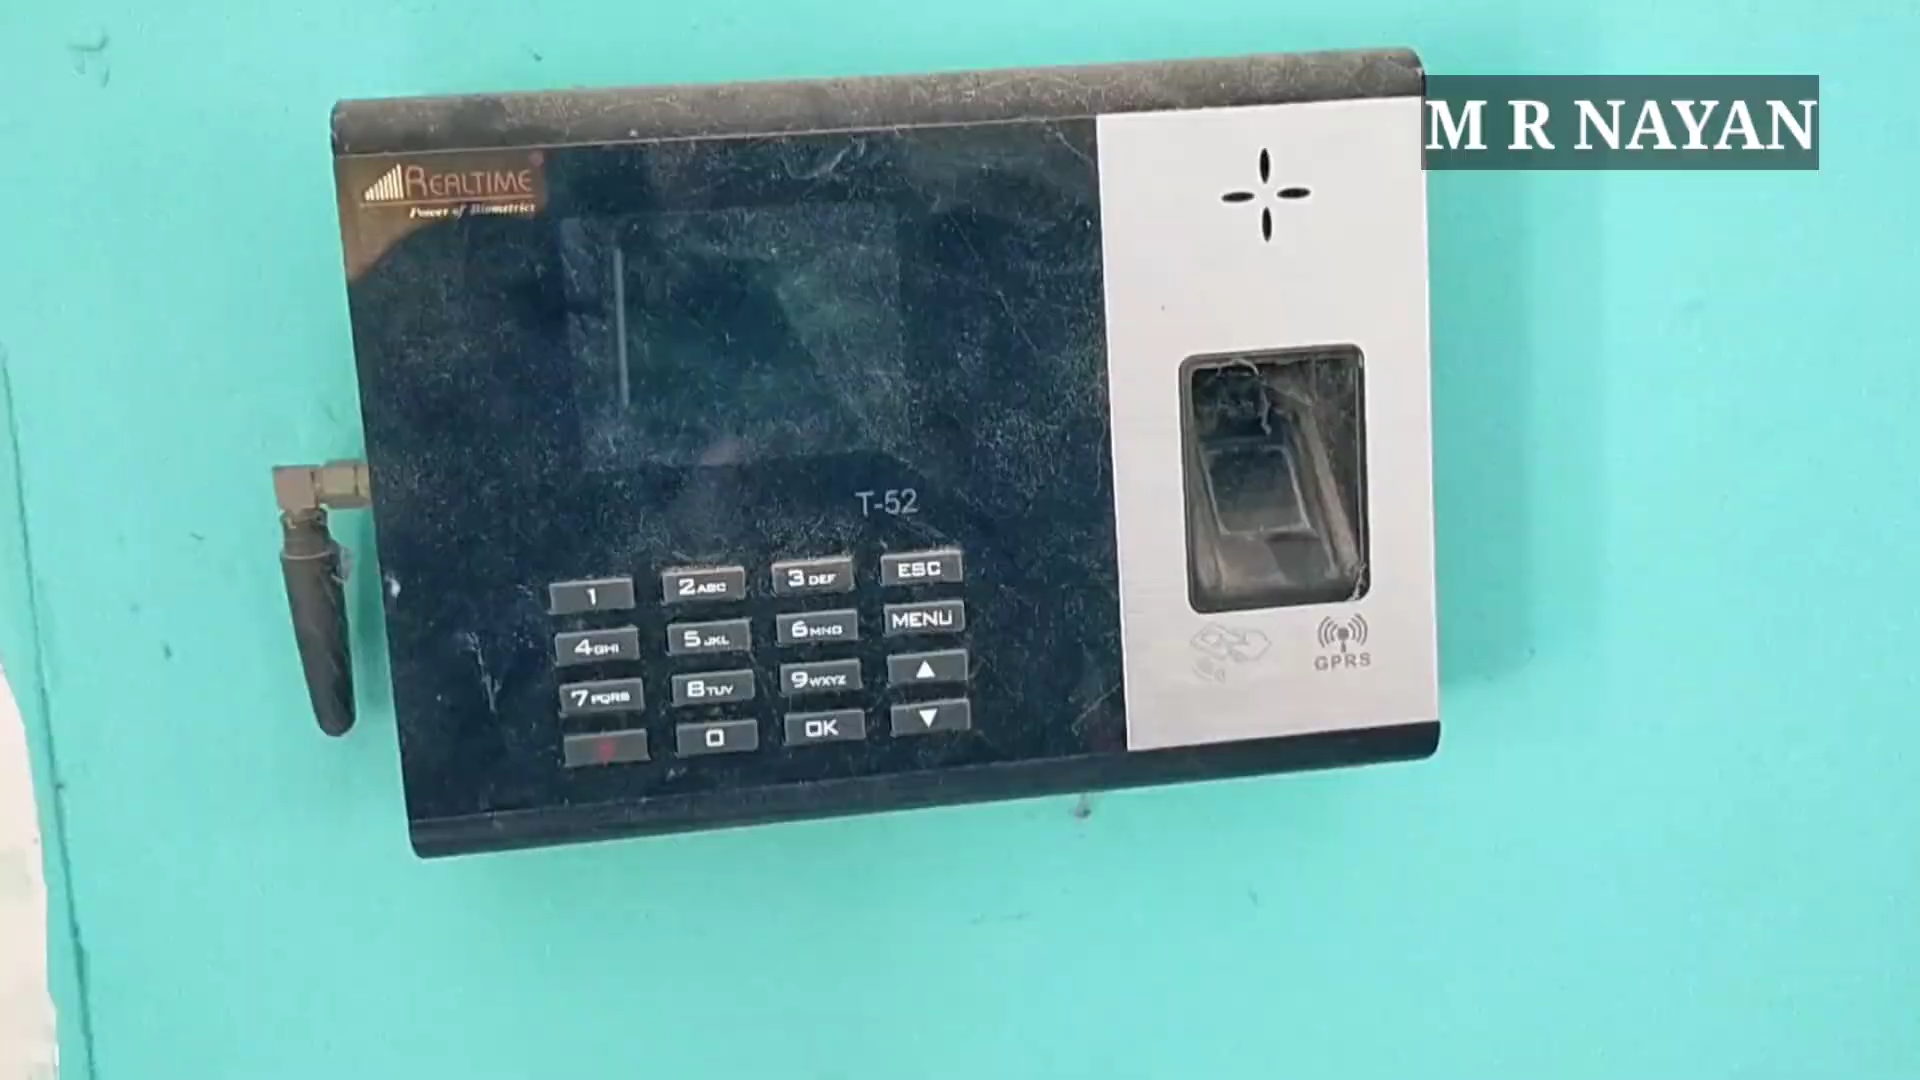 M R NAYAN
REALTIME
Power of Biometrics
T-52
1 2ABC 3DEF ESC
4GHI 5JKL 6MNO MENU
7PQRS 8TUV 9WXYZ ▲
0 OK ▼
GPRS